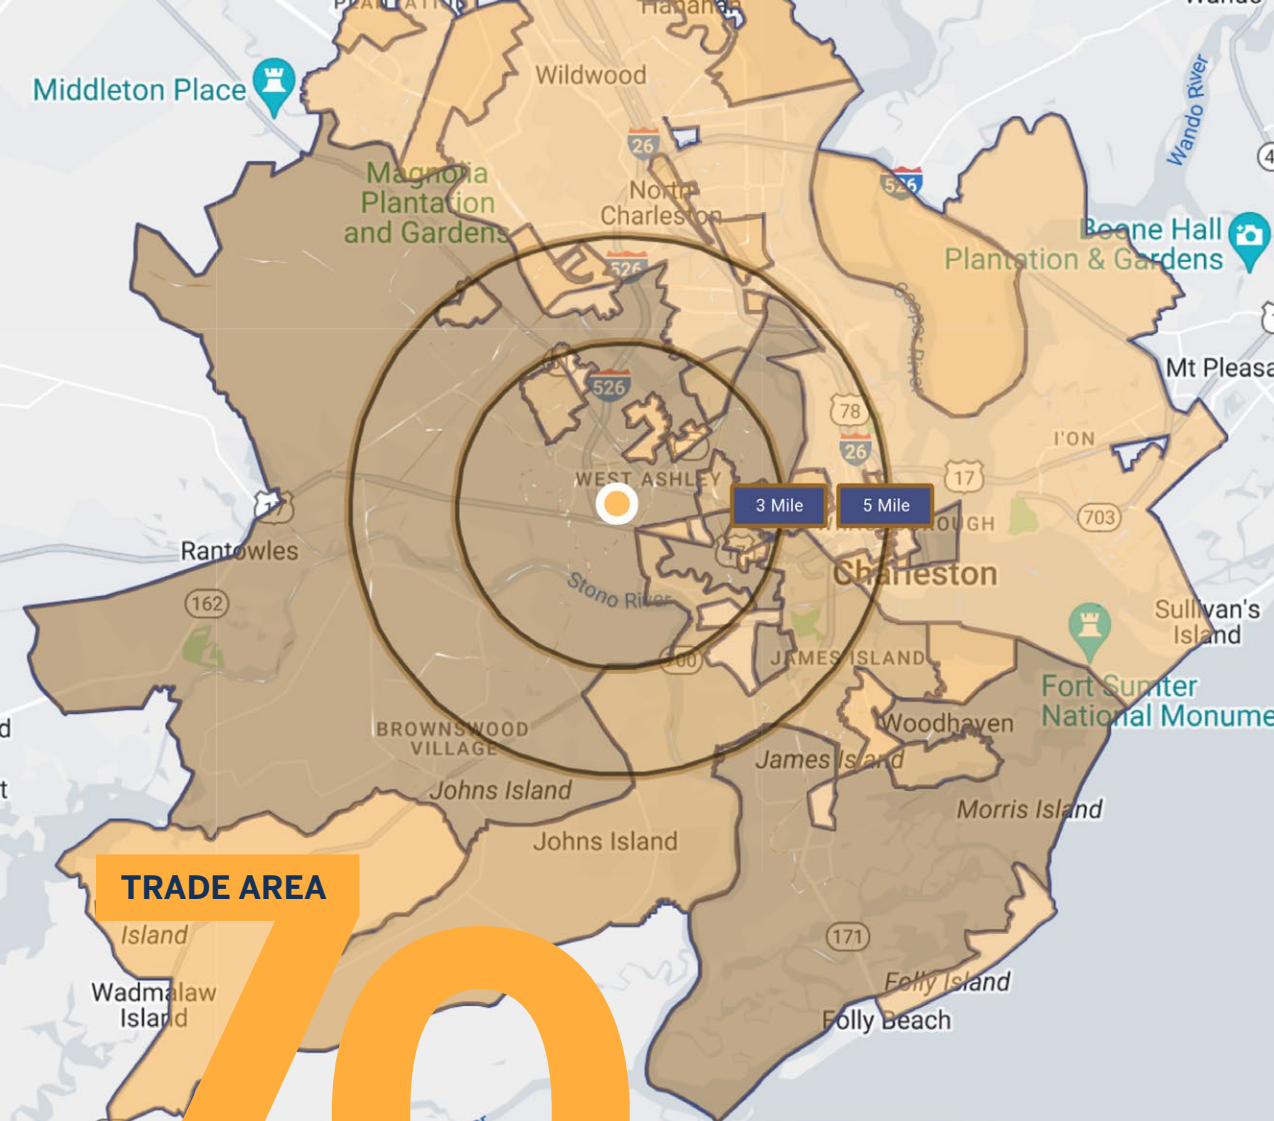 Wildwood
Middleton Place
Wando River
26
Magnolia
Plantation
and Gardens
North
Charleston
526
526
Boone Hall
Plantation & Gardens
Cooper River
Mt Pleasa
526
78
26
I'ON
WEST ASHLEY
17
3 Mile
5 Mile
703
Rantowles
Charleston
162
Stono River
Sullivan's
Island
700
JAMES ISLAND
Fort Sumter
National Monume
BROWNSWOOD
VILLAGE
Woodhaven
James Island
Johns Island
Morris Island
Johns Island
TRADE AREA
70
Island
171
Folly Island
Wadmalaw
Island
Folly Beach